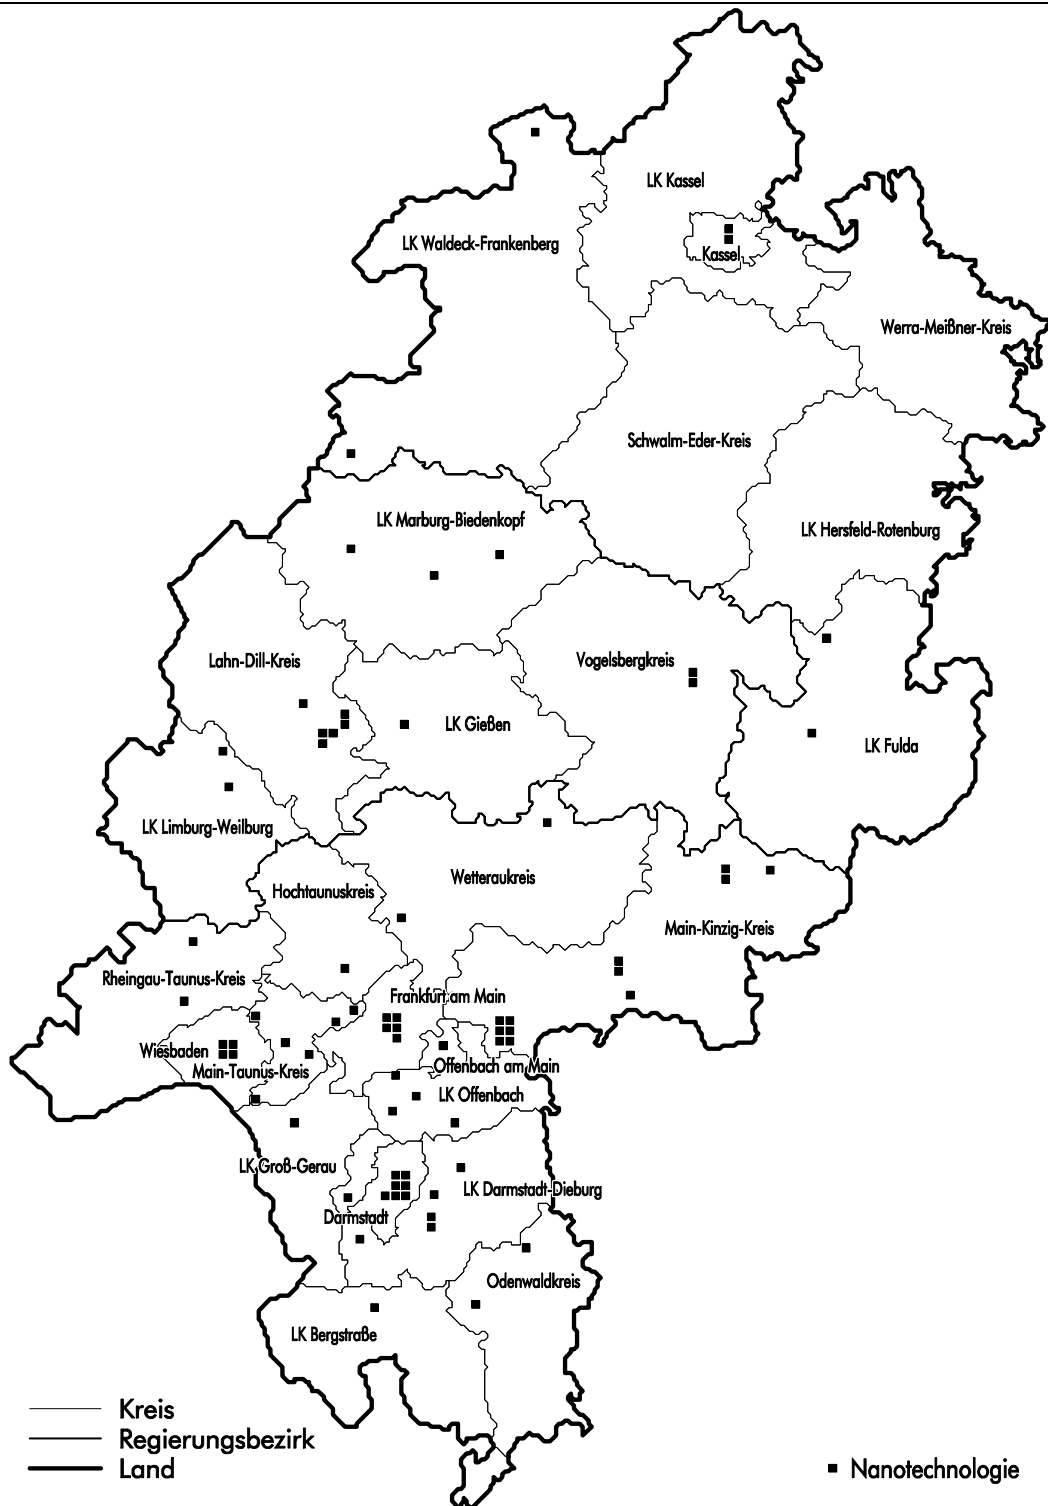 LK Kassel
LK Waldeck-Frankenberg
Kassel
Werra-Meißner-Kreis
Schwalm-Eder-Kreis
LK Marburg-Biedenkopf
LK Hersfeld-Rotenburg
Lahn-Dill-Kreis
Vogelsbergkreis
LK Gießen
LK Fulda
LK Limburg-Weilburg
Wetteraukreis
Hochtaunuskreis
Main-Kinzig-Kreis
Rheingau-Taunus-Kreis
Frankfurt am Main
Wiesbaden
Offenbach am Main
Main-Taunus-Kreis
LK Offenbach
LK Groß-Gerau
LK Darmstadt-Dieburg
Darmstadt
Odenwaldkreis
LK Bergstraße
Kreis
Regierungsbezirk
Land
Nanotechnologie